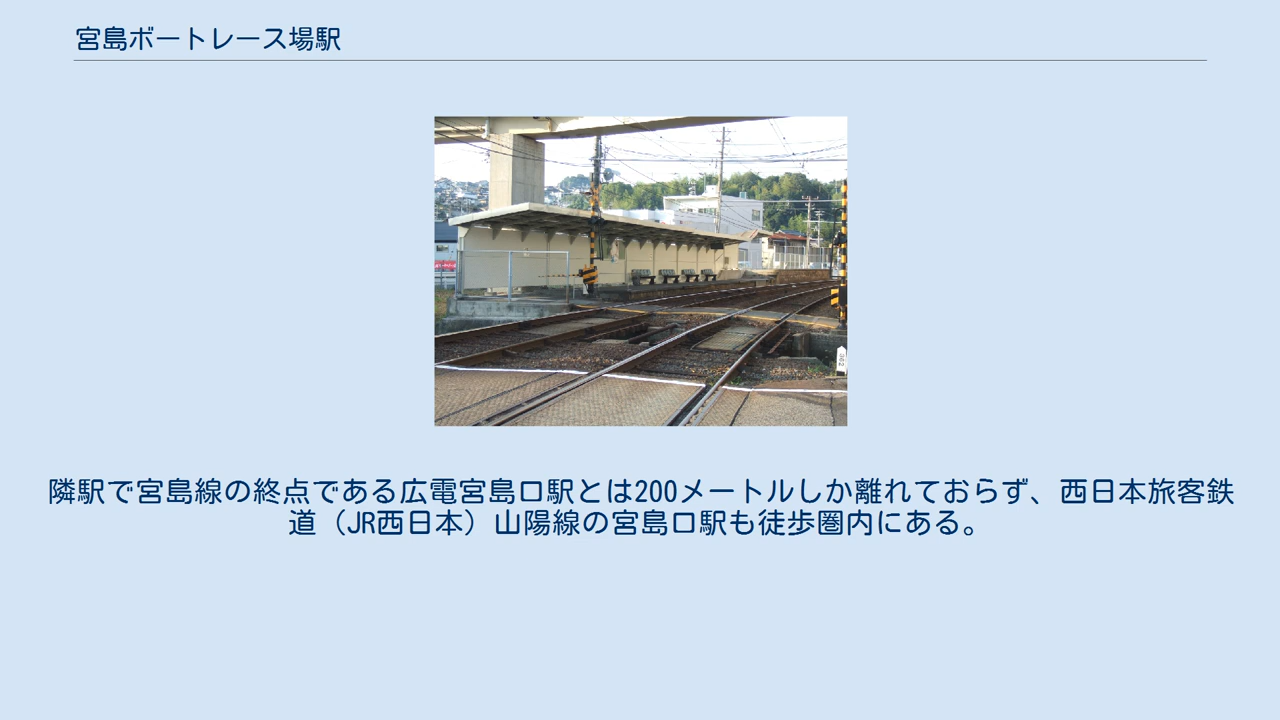 宮島ボートレース場駅
隣駅で宮島線の終点である広電宮島口駅とは200メートルしか離れておらず、西日本旅客鉄
道（JR西日本）山陽線の宮島口駅も徒歩圏内にある。